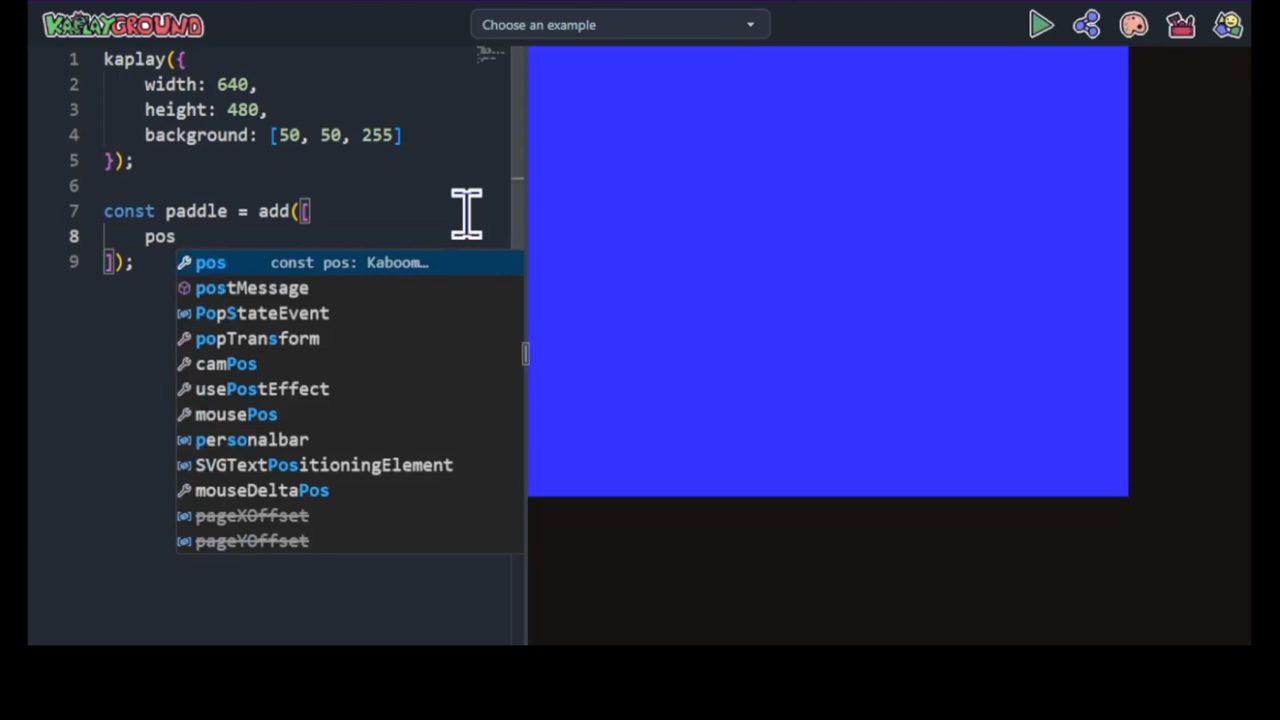 KAPLAYGROUND
Choose an example
1 kaplay({
2 width: 640,
3 height: 480,
4 background: [50, 50, 255]
5 });
6
7 const paddle = add([
8 pos
9 ]);
pos const pos: Kaboom…
postMessage
PopStateEvent
popTransform
camPos
usePostEffect
mousePos
personalbar
SVGTextPositioningElement
mouseDeltaPos
pageXOffset
pageYOffset